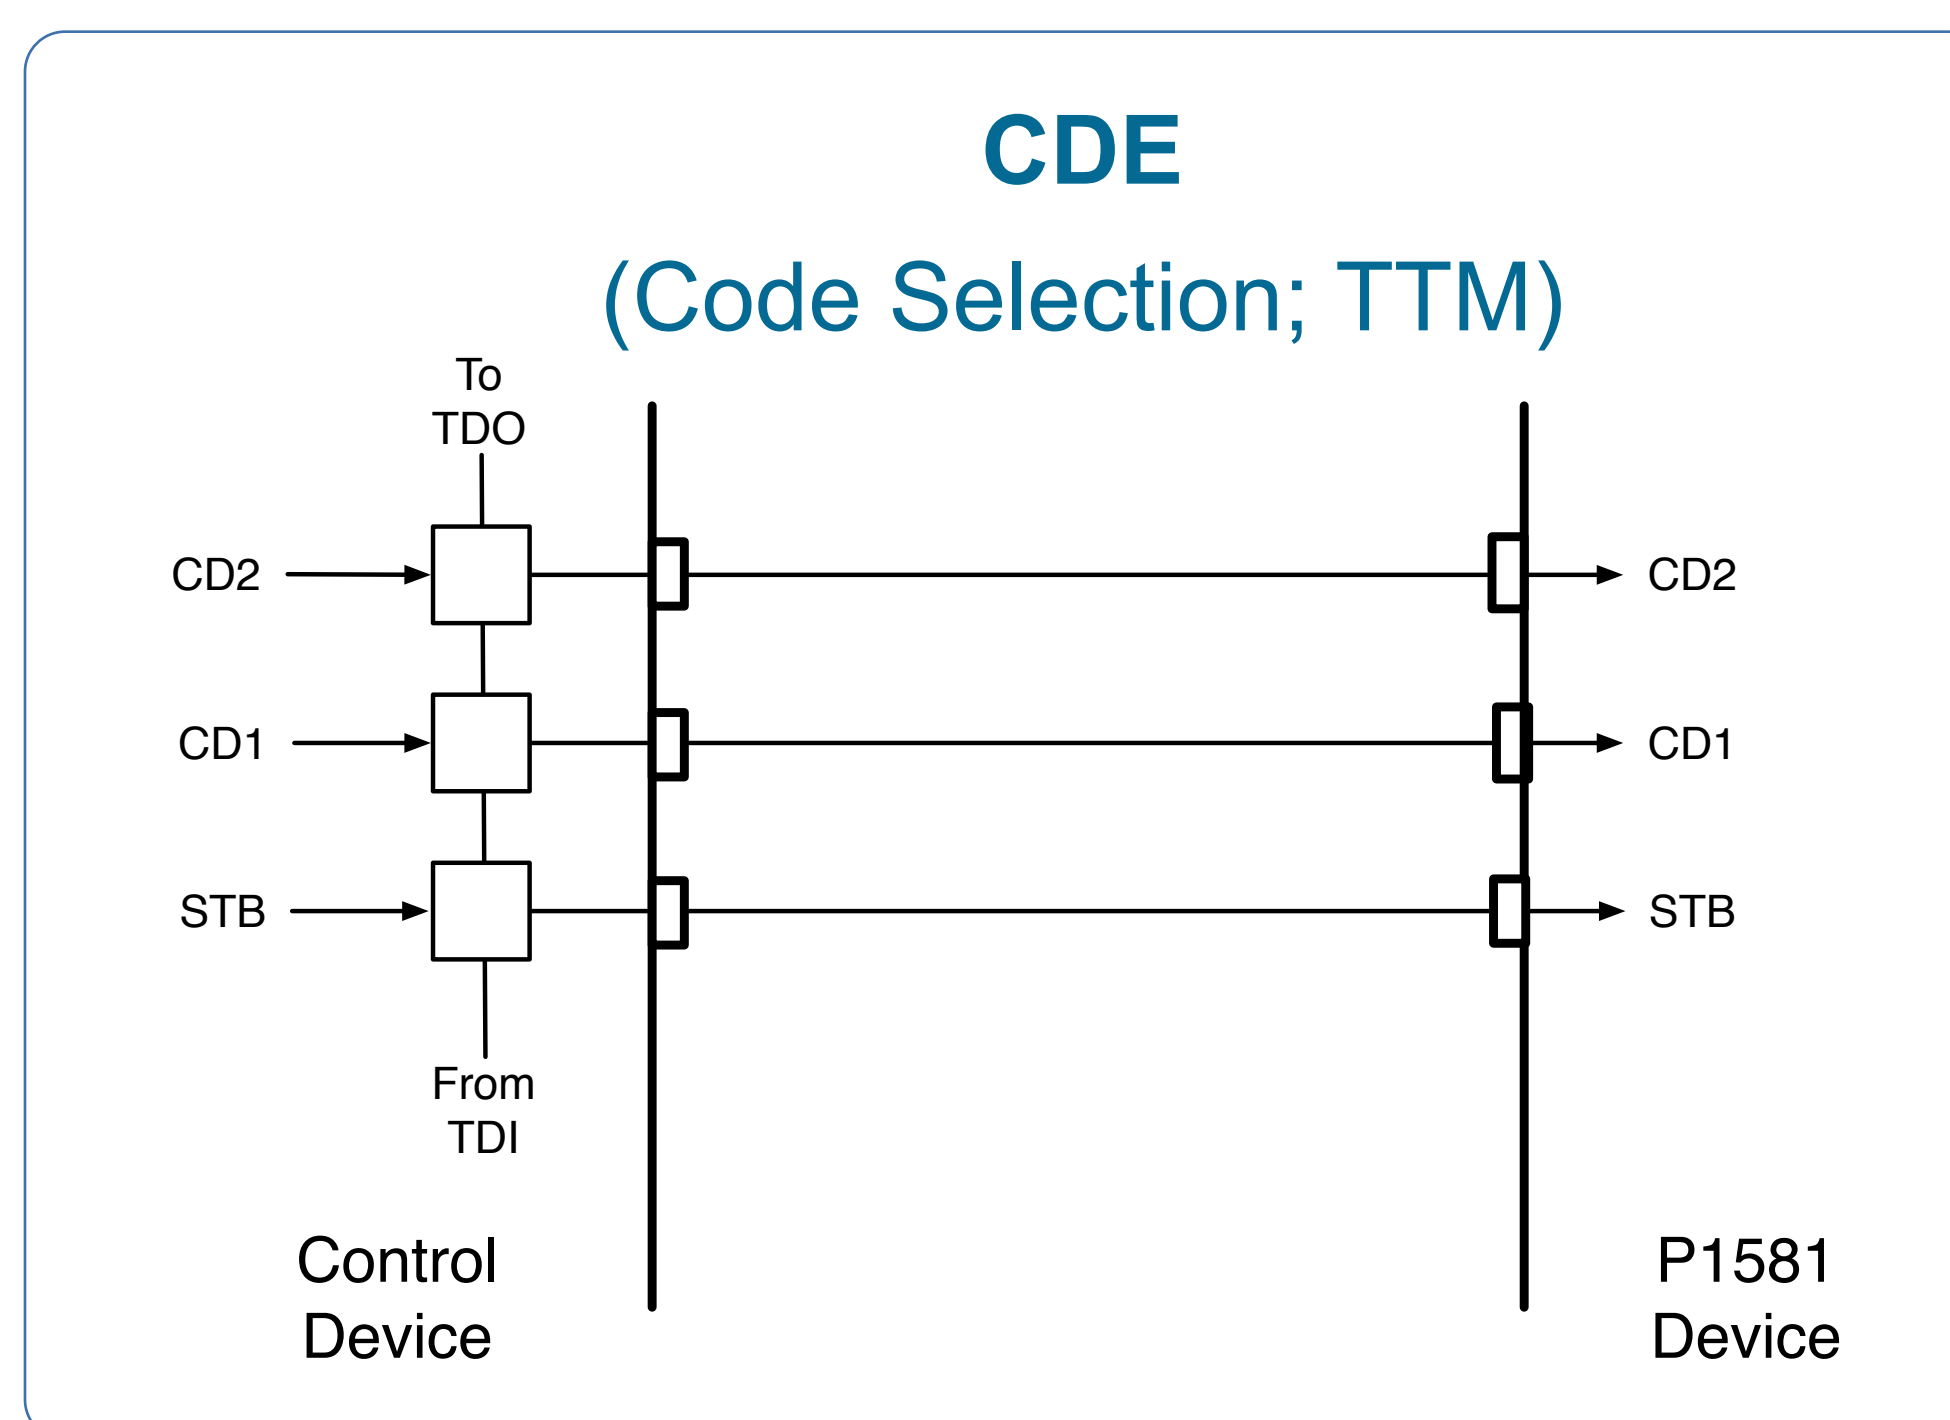 CDE
(Code Selection; TTM)
To
TDO
CD2
CD2
CD1
CD1
STB
STB
From
TDI
Control
Device
P1581
Device